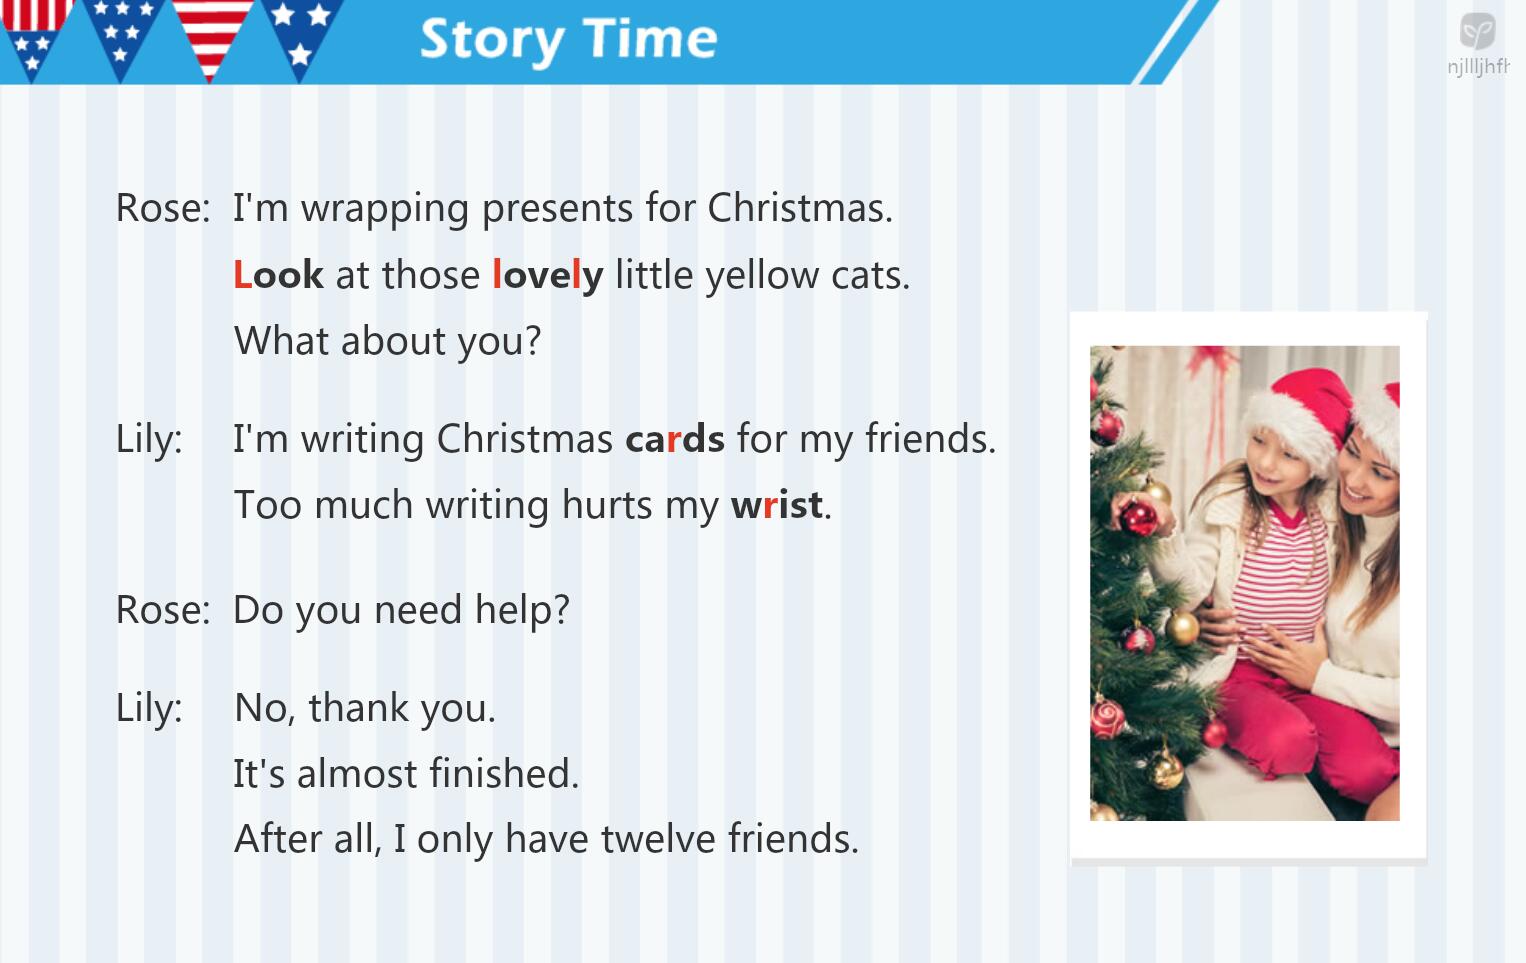 Story Time
njllljhfh
Rose: I'm wrapping presents for Christmas.
Look at those lovely little yellow cats.
What about you?
Lily: I'm writing Christmas cards for my friends.
Too much writing hurts my wrist.
Rose: Do you need help?
Lily: No, thank you.
It's almost finished.
After all, I only have twelve friends.